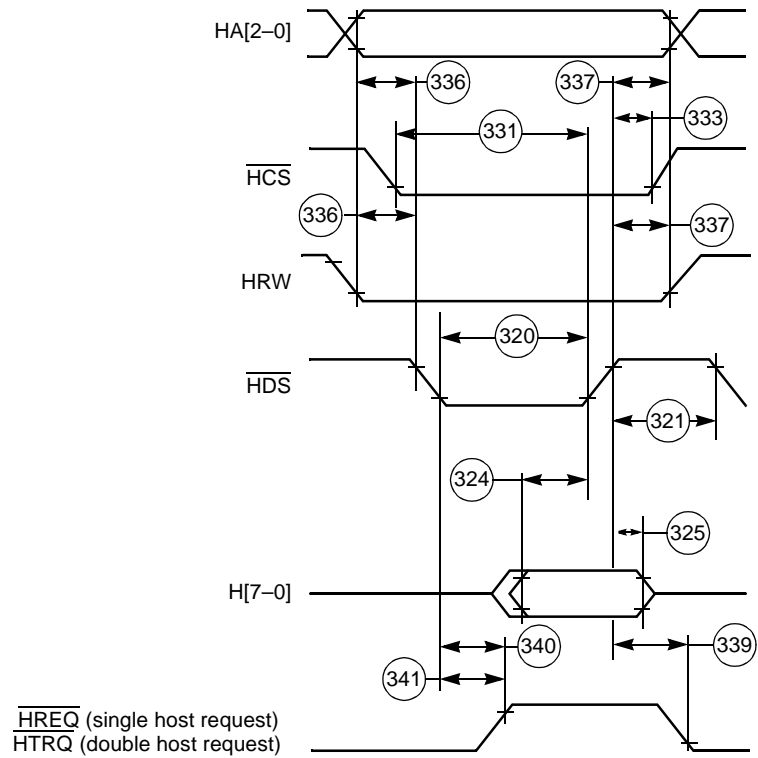 HA[2–0]
336
337
333
331
HCS
336
337
HRW
320
HDS
321
324
325
H[7–0]
340
339
341
HREQ (single host request)
HTRQ (double host request)